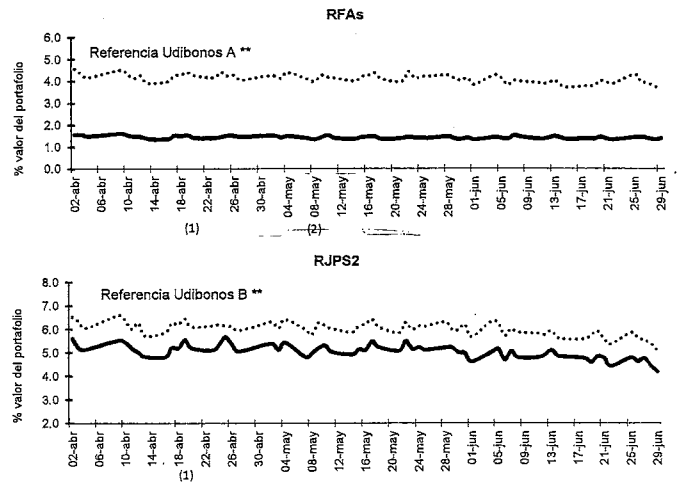 RFAs
% valor del portafolio
6.0
5.0
4.0
3.0
2.0
1.0
0.0
Referencia Udibonos A **
02-abr
06-abr
10-abr
14-abr
18-abr
22-abr
26-abr
30-abr
04-may
08-may
12-may
16-may
20-may
24-may
28-may
01-jun
05-jun
09-jun
13-jun
17-jun
21-jun
25-jun
29-jun
(1)
(2)
RJPS2
% valor del portafolio
8.0
7.0
6.0
5.0
4.0
3.0
2.0
Referencia Udibonos B **
02-abr
06-abr
10-abr
14-abr
18-abr
22-abr
26-abr
30-abr
04-may
08-may
12-may
16-may
20-may
24-may
28-may
01-jun
05-jun
09-jun
13-jun
17-jun
21-jun
25-jun
29-jun
(1)